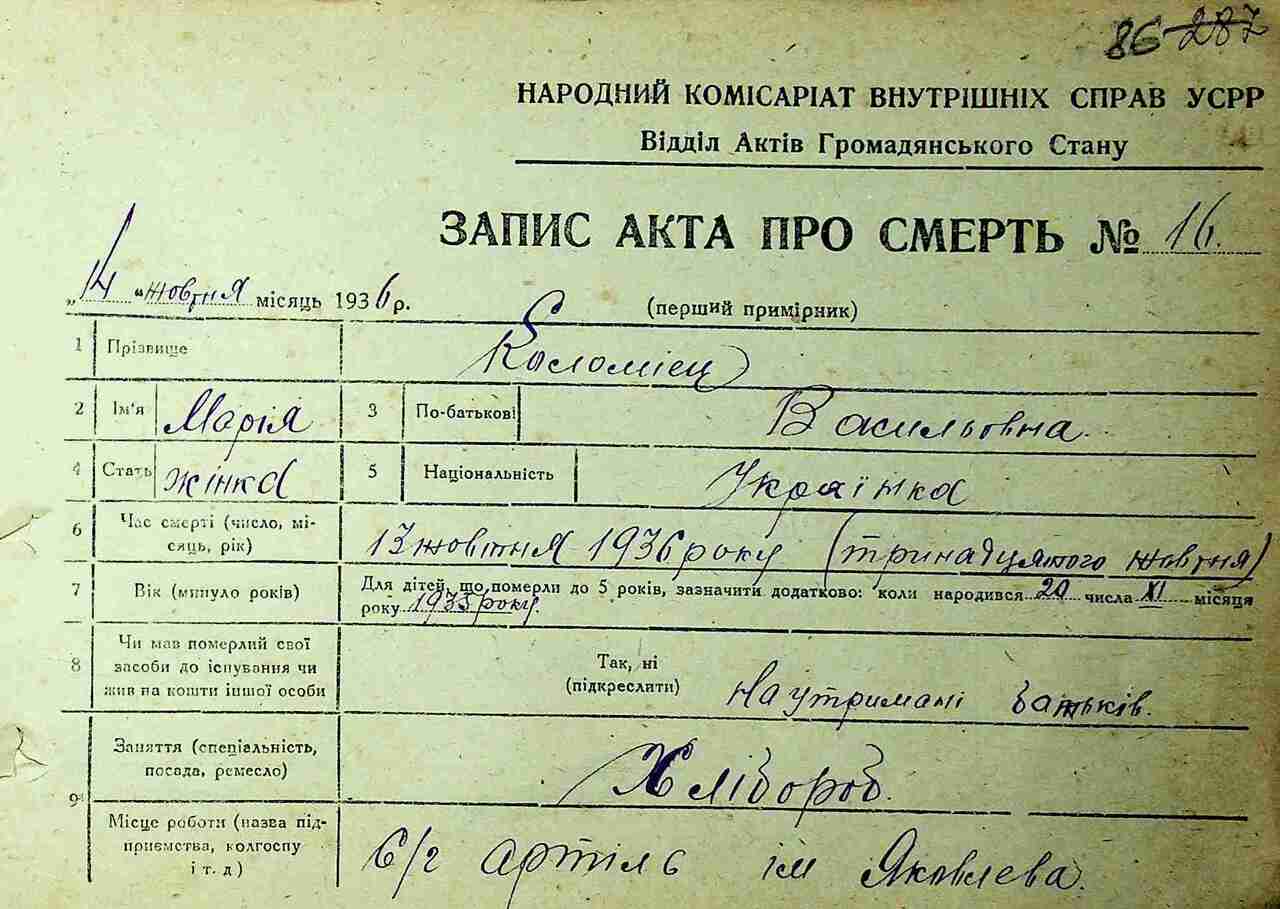 86 287
НАРОДНИЙ КОМІСАРІАТ ВНУТРІШНІХ СПРАВ УСРР
Відділ Актів Громадянського Стану
ЗАПИС АКТА ПРО СМЕРТЬ № 16.
„14“ жовтня місяць 1936 р. (перший примірник)
1 Прізвище Коломієц
2 Ім'я Марія 3 По-батькові Васильовна.
4 Стать жінка 5 Національність Українка
6 Час смерті (число, мі-
сяць, рік) 13 жовтня 1936 року (тринадцятого жовтня)
7 Вік (минуло років) Для дітей, що померли до 5 років, зазначити додатково: коли народився 20 числа XI місяця
року 1935 року.
8 Чи мав померлий свої
засоби до існування чи
жив на кошти іншої особи
Так, ні
(підкреслити) на утримані батьків.
9 Заняття (спеціальність,
посада, ремесло) Хлібороб.
Місце роботи (назва під-
приємства, колгоспу
і т. д) С/г артіль ім Яковлева.